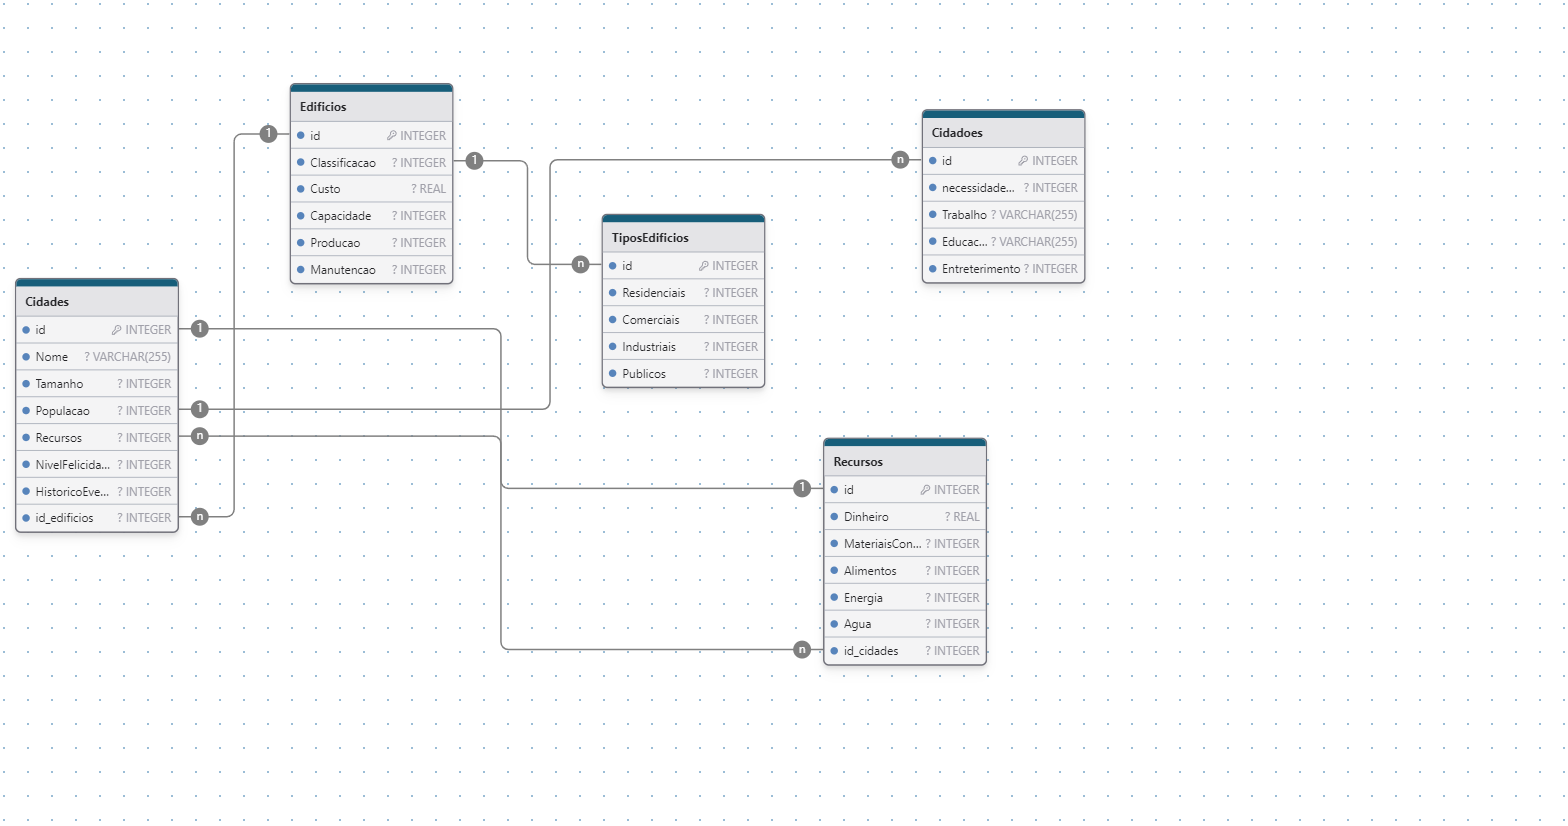 Edificios
1
id INTEGER
Classificacao ? INTEGER
1
Custo ? REAL
Capacidade ? INTEGER
Producao ? INTEGER
Manutencao ? INTEGER
Cidadoes
n
id INTEGER
necessidade... ? INTEGER
Trabalho ? VARCHAR(255)
Educac... ? VARCHAR(255)
Entreterimento ? INTEGER
TiposEdificios
n
id INTEGER
Residenciais ? INTEGER
Comerciais ? INTEGER
Industriais ? INTEGER
Publicos ? INTEGER
Cidades
id INTEGER
1
Nome ? VARCHAR(255)
Tamanho ? INTEGER
Populacao ? INTEGER
1
Recursos ? INTEGER
n
NivelFelicida... ? INTEGER
HistoricoEve... ? INTEGER
id_edificios ? INTEGER
n
Recursos
1
id INTEGER
Dinheiro ? REAL
MateriaisCon... ? INTEGER
Alimentos ? INTEGER
Energia ? INTEGER
Agua ? INTEGER
n
id_cidades ? INTEGER